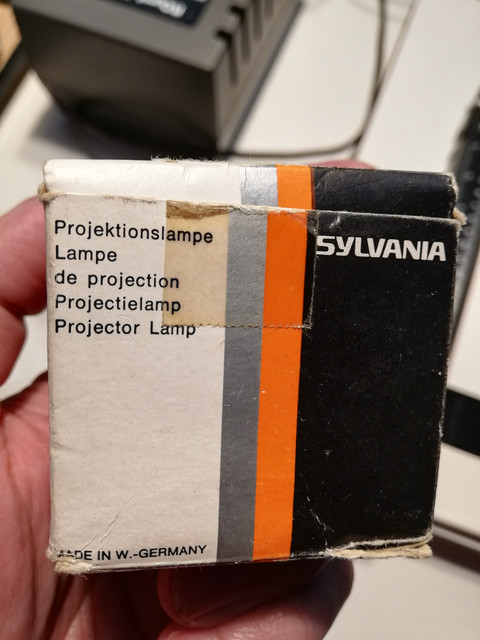 Projektionslampe
Lampe
de projection
Projectielamp
Projector Lamp
SYLVANIA
MADE IN W.-GERMANY